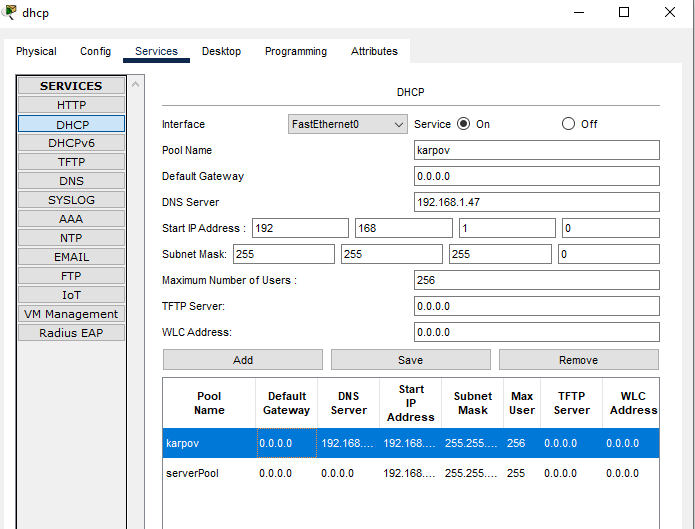 dhcp
Physical Config Services Desktop Programming Attributes
SERVICES
HTTP
DHCP
DHCPv6
TFTP
DNS
SYSLOG
AAA
NTP
EMAIL
FTP
IoT
VM Management
Radius EAP
DHCP
Interface FastEthernet0 Service On Off
Pool Name karpov
Default Gateway 0.0.0.0
DNS Server 192.168.1.47
Start IP Address : 192 168 1 0
Subnet Mask: 255 255 255 0
Maximum Number of Users : 256
TFTP Server: 0.0.0.0
WLC Address: 0.0.0.0
Add Save Remove
Pool Name Default Gateway DNS Server Start IP Address Subnet Mask Max User TFTP Server WLC Address
karpov 0.0.0.0 192.168.... 192.168.... 255.255.... 256 0.0.0.0 0.0.0.0
serverPool 0.0.0.0 0.0.0.0 192.168.... 255.255.... 255 0.0.0.0 0.0.0.0